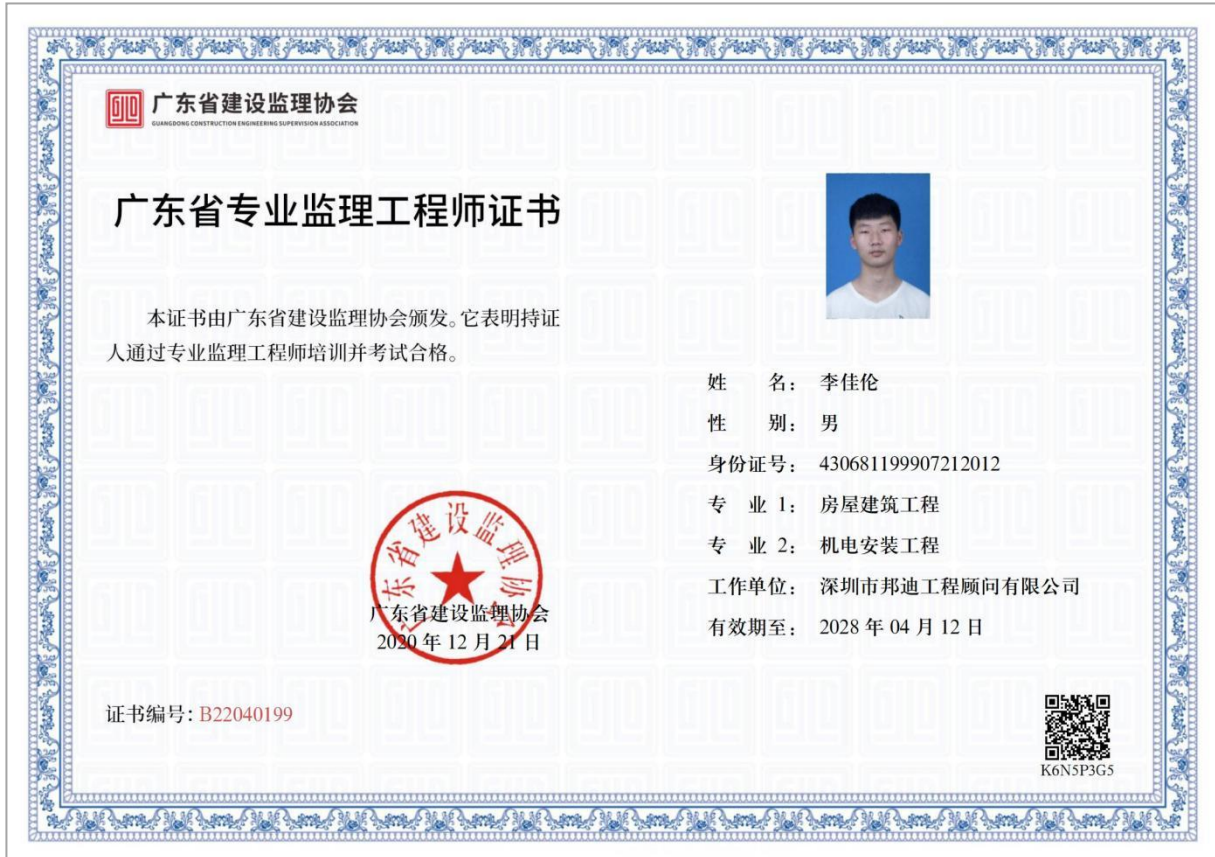 广东省建设监理协会
GUANGDONG CONSTRUCTION ENGINEERING SUPERVISION ASSOCIATION
广东省专业监理工程师证书
本证书由广东省建设监理协会颁发。它表明持证
人通过专业监理工程师培训并考试合格。
姓 名： 李佳伦
性 别： 男
身份证号： 430681199907212012
专 业 1： 房屋建筑工程
专 业 2： 机电安装工程
工作单位： 深圳市邦迪工程顾问有限公司
有效期至： 2028 年 04 月 12 日
广东省建设监理协会
广东省建设监理协会
2020 年 12 月 21 日
证书编号: B22040199
K6N5P3G5